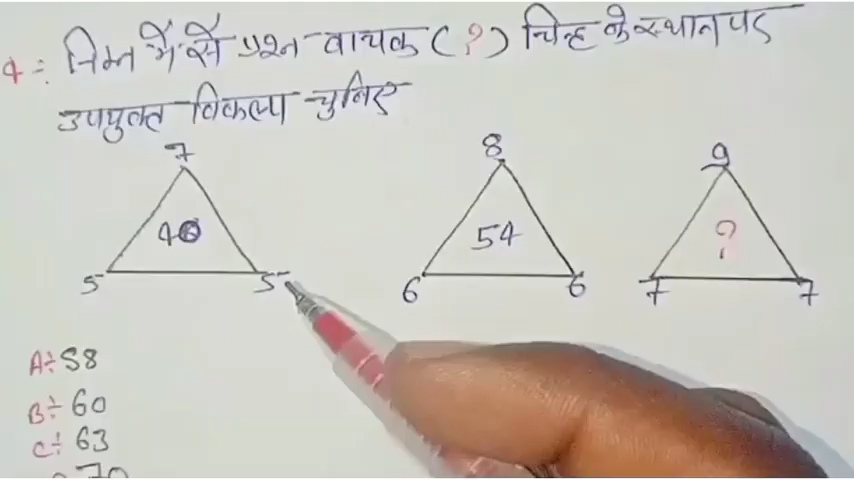 4 ÷ निम्न में से प्रश्न वाचक (?) चिन्ह के स्थान पर
उपयुक्त विकल्प चुनिए
7 8 9
40 54 ?
5 5 6 6 7 7
A÷ 58
B÷ 60
C÷ 63
70